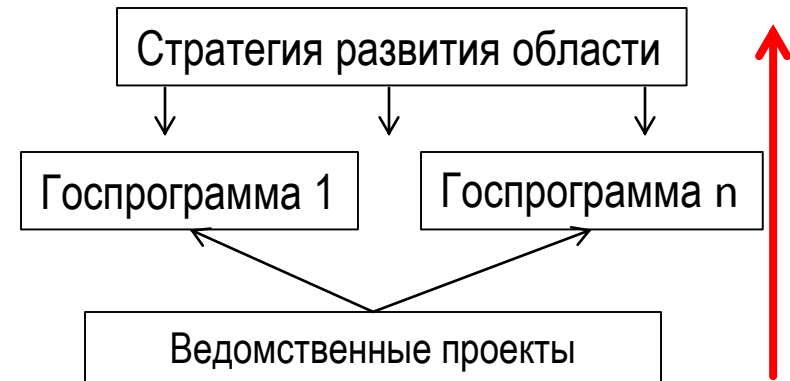 Стратегия развития области
Госпрограмма 1
Госпрограмма n
Ведомственные проекты